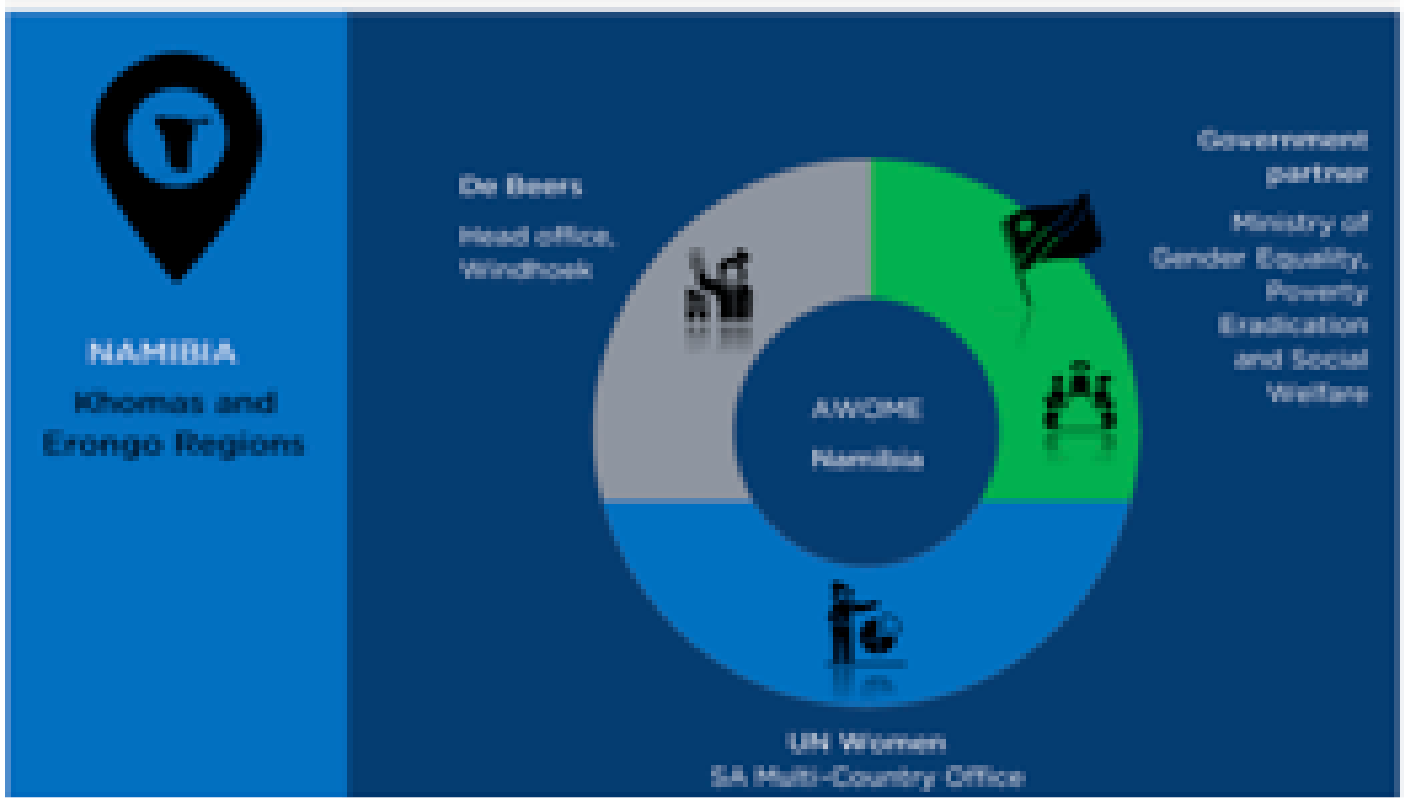 NAMIBIA
Khomas and
Erongo Regions
De Beers
Head office,
Windhoek
Government
partner
Ministry of
Gender Equality,
Poverty
Eradication
and Social
Welfare
AWOME
Namibia
UN Women
SA Multi-Country Office